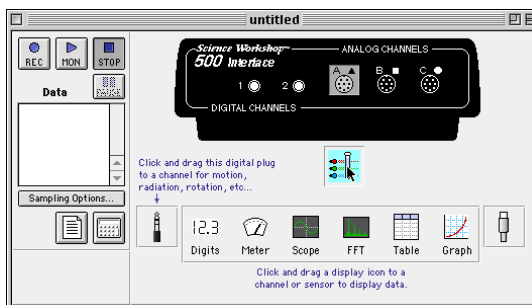 untitled
REC MON STOP
PAUSE
Data
Sampling Options...
Science Workshop™
500 Interface
ANALOG CHANNELS
A B C
1 2
DIGITAL CHANNELS
Click and drag this digital plug
to a channel for motion,
radiation, rotation, etc...
12.3
Digits Meter Scope FFT Table Graph
Click and drag a display icon to a
channel or sensor to display data.